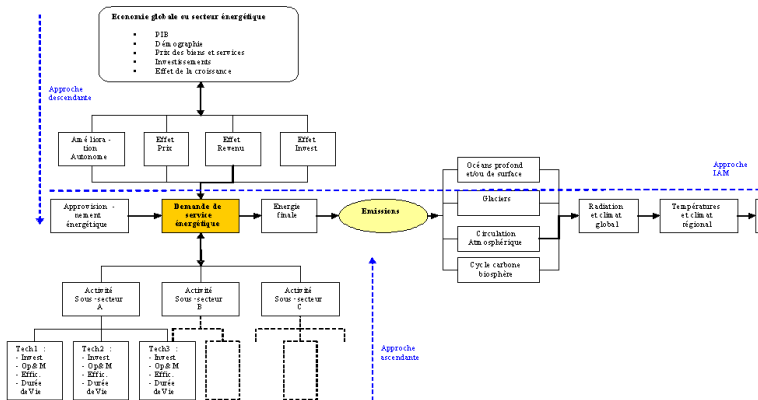 Economie globale ou secteur énergétique
• PIB
• Démographie
• Prix des biens et services
• Investissements
• Effet de la croissance
Approche
descendante
Amé liora -
tion
Autonome
Effet
Prix
Effet
Revenu
Effet
Invest
Océans profond
et/ou de surface
Approche
IAM
Approvision -
nement
énergétique
Demande de
service
énergétique
Energie
finale
Emissions
Glaciers
Circulation
Atmosphérique
Cycle carbone
biosphère
Radiation
et climat
global
Températures
et climat
régional
Activité
Sous -secteur
A
Activité
Sous -secteur
B
Activité
Sous -secteur
C
Approche
ascendante
Tech1 :
- Invest.
- Op& M
- Effic.
- Durée
de Vie
Tech2 :
- Invest.
- Op& M
- Effic.
- Durée
de Vie
Tech3 :
- Invest.
- Op& M
- Effic.
- Durée
de Vie